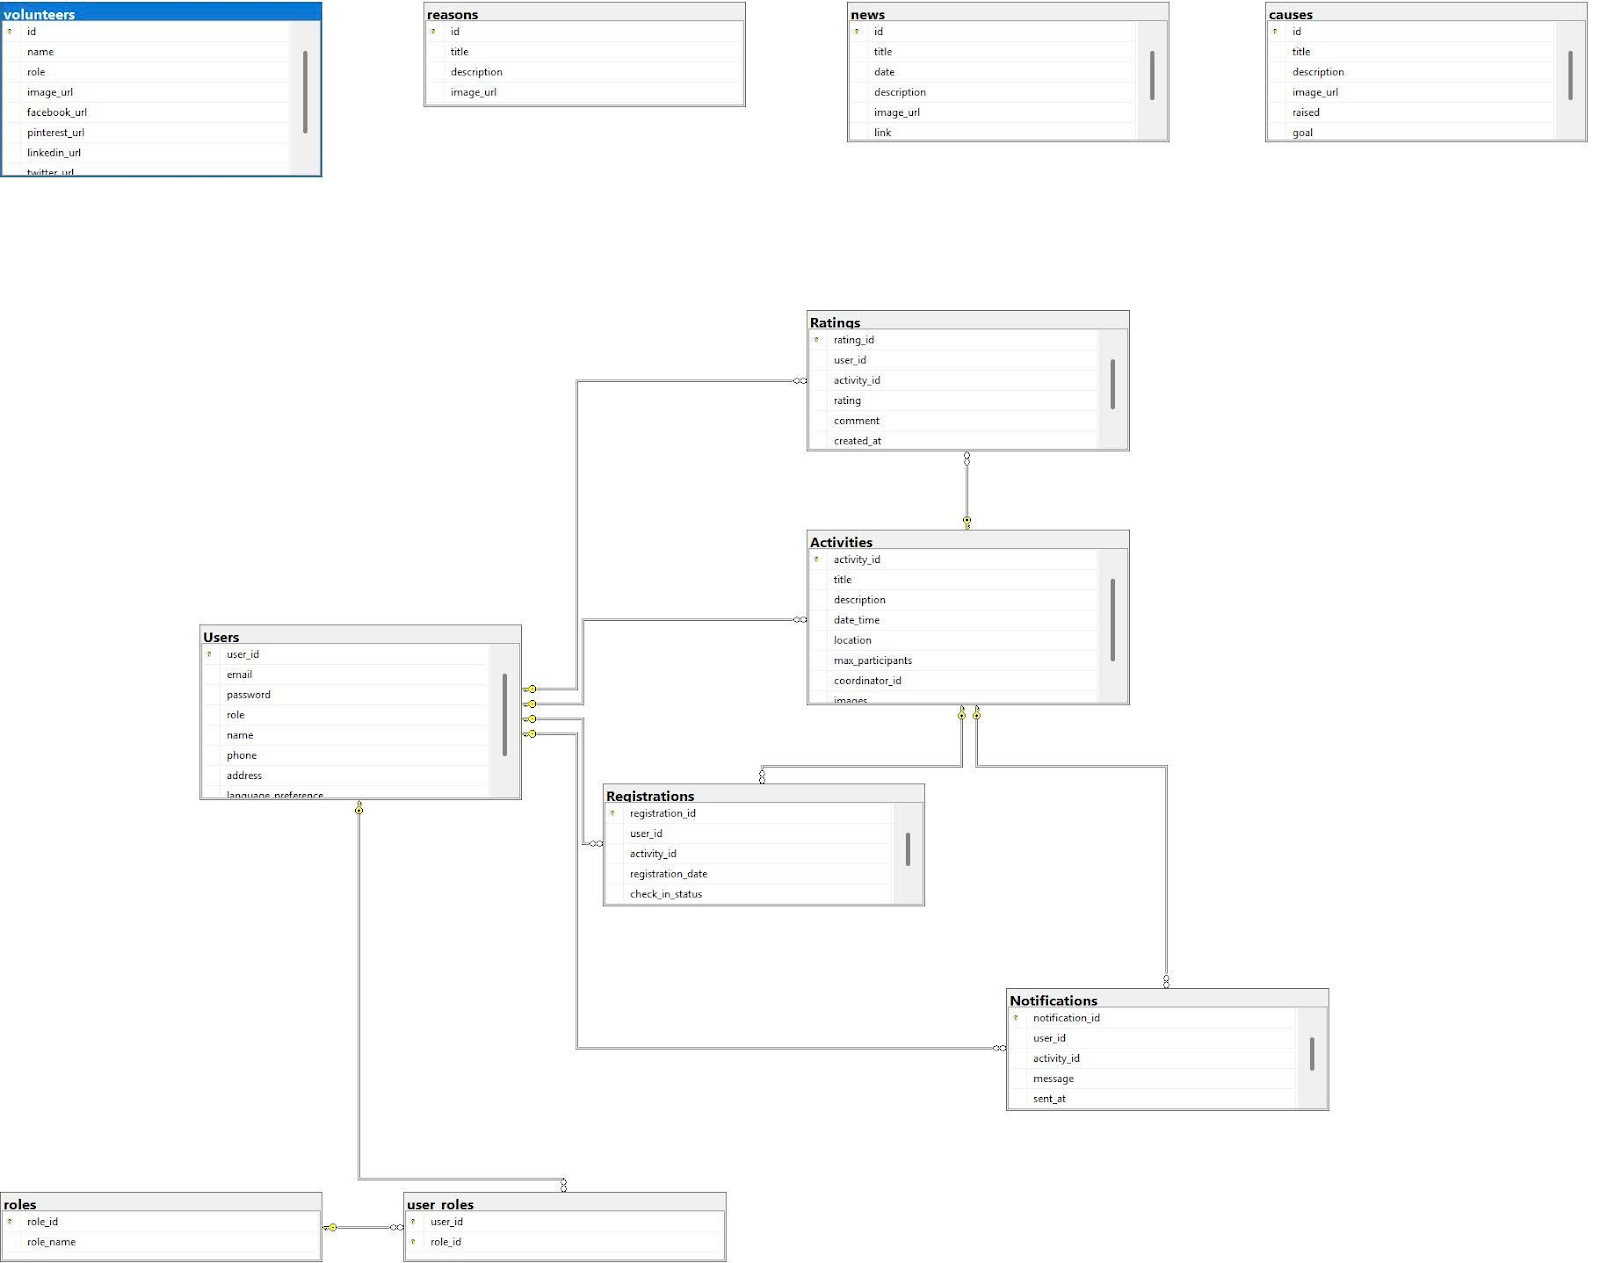 volunteers
id
name
role
image_url
facebook_url
pinterest_url
linkedin_url
twitter_url
reasons
id
title
description
image_url
news
id
title
date
description
image_url
link
causes
id
title
description
image_url
raised
goal
Ratings
rating_id
user_id
activity_id
rating
comment
created_at
Activities
activity_id
title
description
date_time
location
max_participants
coordinator_id
images
Users
user_id
email
password
role
name
phone
address
language_preference
Registrations
registration_id
user_id
activity_id
registration_date
check_in_status
Notifications
notification_id
user_id
activity_id
message
sent_at
roles
role_id
role_name
user_roles
user_id
role_id